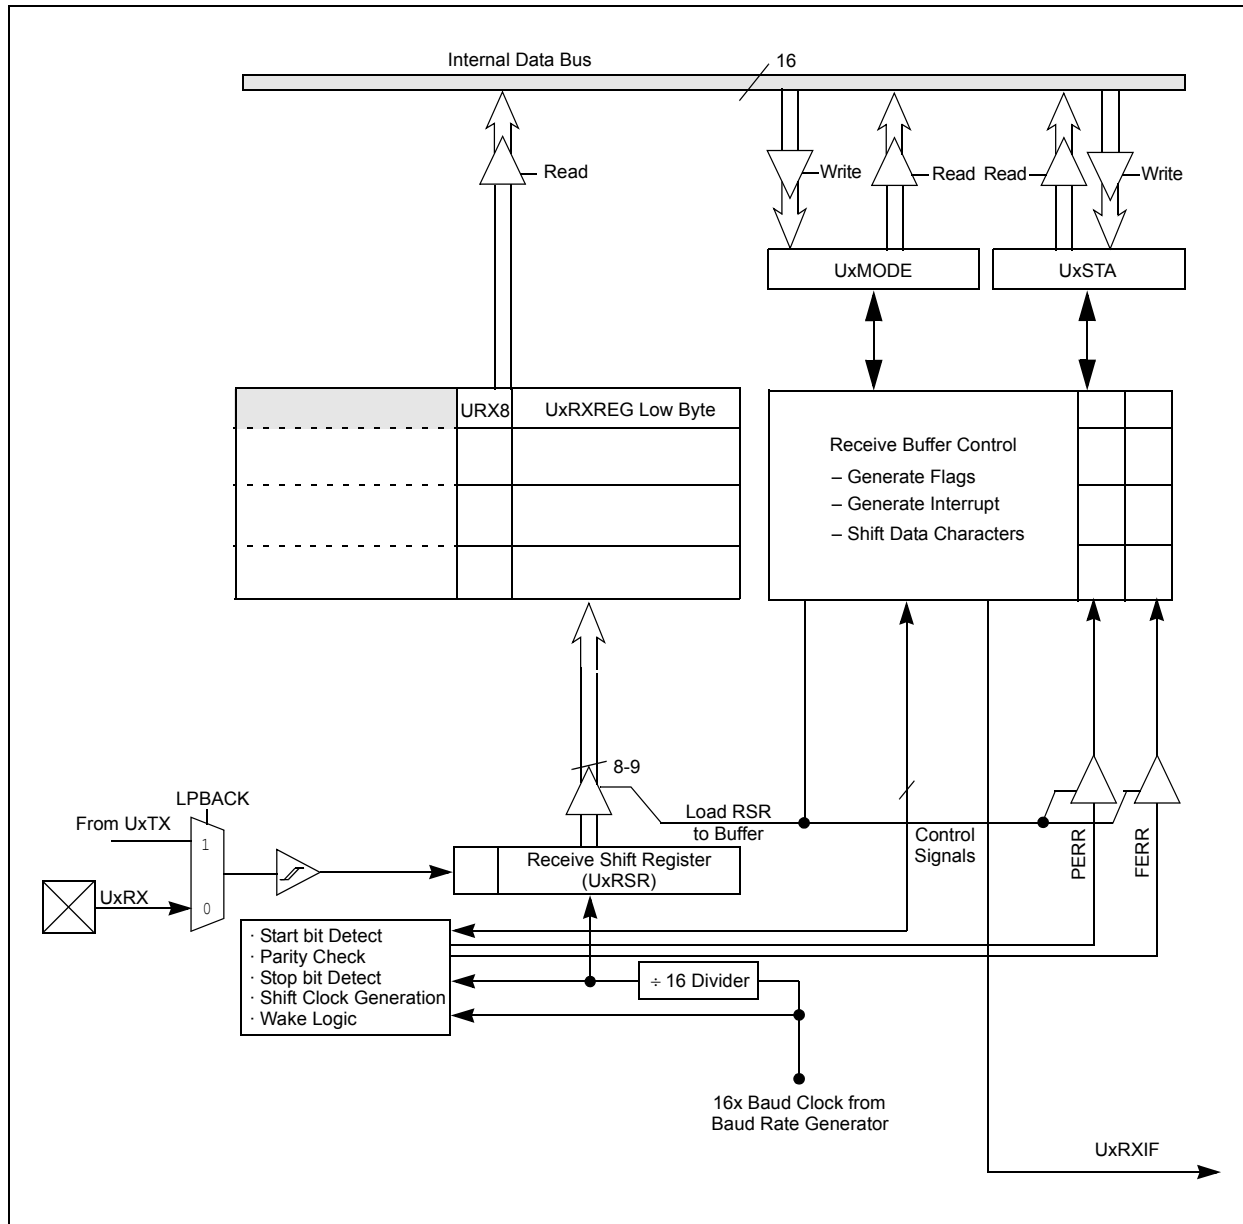 Internal Data Bus
16
Read
Write
Read
Read
Write
UxMODE
UxSTA
URX8
UxRXREG Low Byte
Receive Buffer Control
– Generate Flags
– Generate Interrupt
– Shift Data Characters
8-9
LPBACK
From UxTX
1
Load RSR
to Buffer
Control
Signals
PERR
FERR
Receive Shift Register
(UxRSR)
UxRX
0
· Start bit Detect
· Parity Check
· Stop bit Detect
· Shift Clock Generation
· Wake Logic
÷ 16 Divider
16x Baud Clock from
Baud Rate Generator
UxRXIF